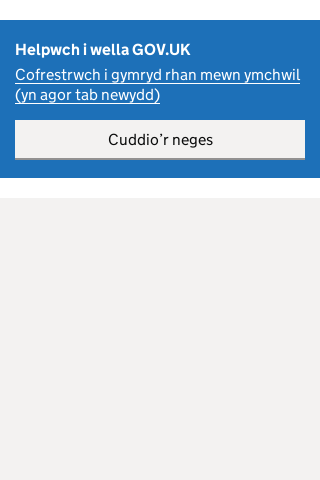 Helpwch i wella GOV.UK
Cofrestrwch i gymryd rhan mewn ymchwil
(yn agor tab newydd)
Cuddio’r neges